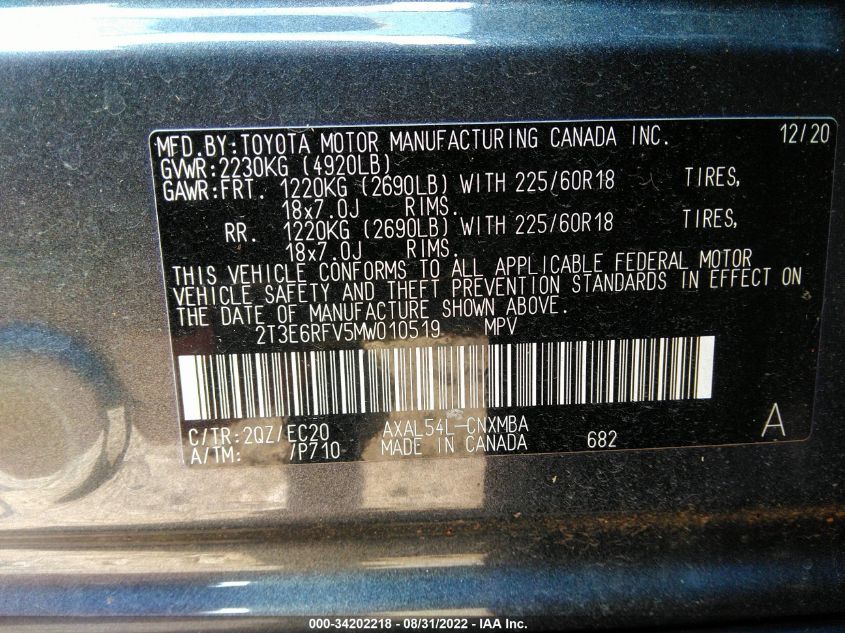 MFD.BY:TOYOTA MOTOR MANUFACTURING CANADA INC. 12/20
GVWR:2230KG (4920LB)
GAWR:FRT. 1220KG (2690LB) WITH 225/60R18 TIRES,
18x7.0J RIMS.
RR. 1220KG (2690LB) WITH 225/60R18 TIRES,
18x7.0J RIMS.
THIS VEHICLE CONFORMS TO ALL APPLICABLE FEDERAL MOTOR
VEHICLE SAFETY AND THEFT PREVENTION STANDARDS IN EFFECT ON
THE DATE OF MANUFACTURE SHOWN ABOVE.
2T3E6RFV5MW010519 MPV
C/TR:2QZ/EC20 AXAL54L-CNXMBA A
A/TM: /P710 MADE IN CANADA 682
000-34202218 - 08/31/2022 - IAA Inc.